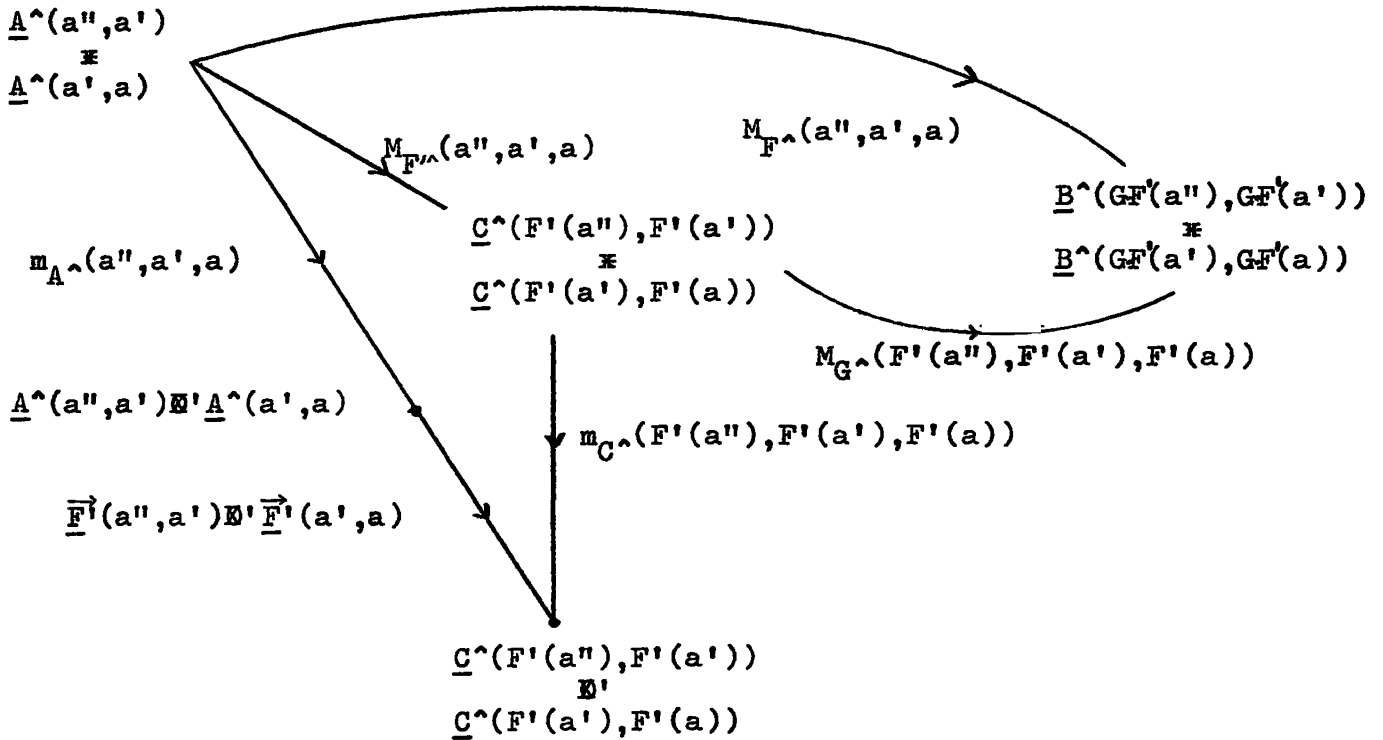 A^(a",a')
*
A^(a',a)
M_F'^(a",a',a)
M_F^(a",a',a)
B^(GF'(a"),GF'(a'))
*
B^(GF'(a'),GF'(a))
C^(F'(a"),F'(a'))
*
C^(F'(a'),F'(a))
m_A^(a",a',a)
M_G^(F'(a"),F'(a'),F'(a))
A^(a",a')⊗'A^(a',a)
m_C^(F'(a"),F'(a'),F'(a))
F'(a",a')⊗'F'(a',a)
C^(F'(a"),F'(a'))
⊗'
C^(F'(a'),F'(a))